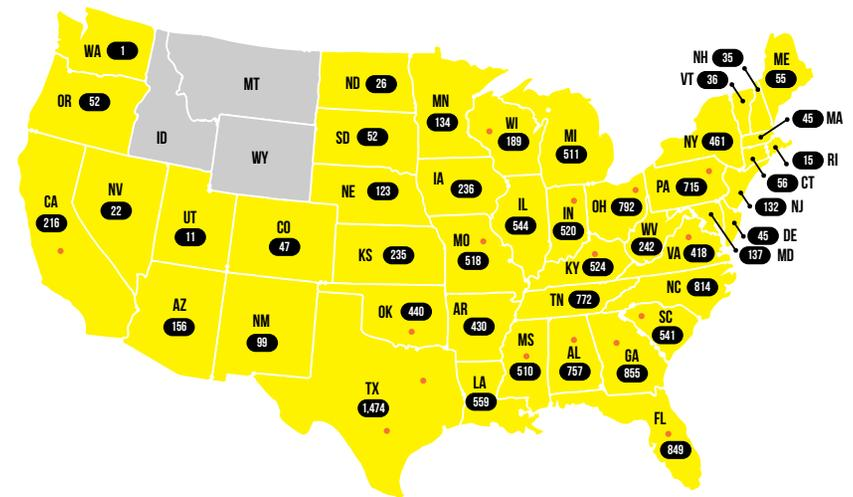 WA 1
OR 52
CA 216
NV 22
ID
MT
WY
UT 11
AZ 156
CO 47
NM 99
ND 26
SD 52
NE 123
KS 235
OK 440
TX 1,474
MN 134
IA 236
MO 518
AR 430
LA 559
WI 189
IL 544
MI 511
IN 520
OH 792
KY 524
TN 772
MS 510
AL 757
GA 855
FL 849
SC 541
NC 814
VA 418
WV 242
PA 715
NY 461
VT 36
NH 35
ME 55
45 MA
15 RI
56 CT
132 NJ
45 DE
137 MD